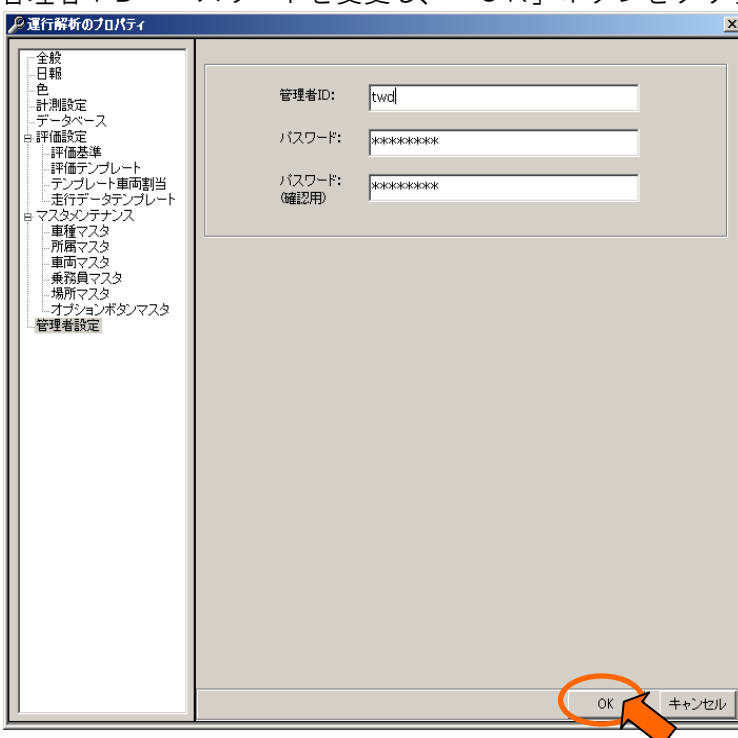 運行解析のプロパティ
全般
日報
色
計測設定
データベース
評価設定
評価基準
評価テンプレート
テンプレート車両割当
走行データテンプレート
マスタメンテナンス
車種マスタ
所属マスタ
車両マスタ
乗務員マスタ
場所マスタ
オプションボタンマスタ
管理者設定
管理者ID: twd
パスワード: ********
パスワード: ********
(確認用)
OK キャンセル